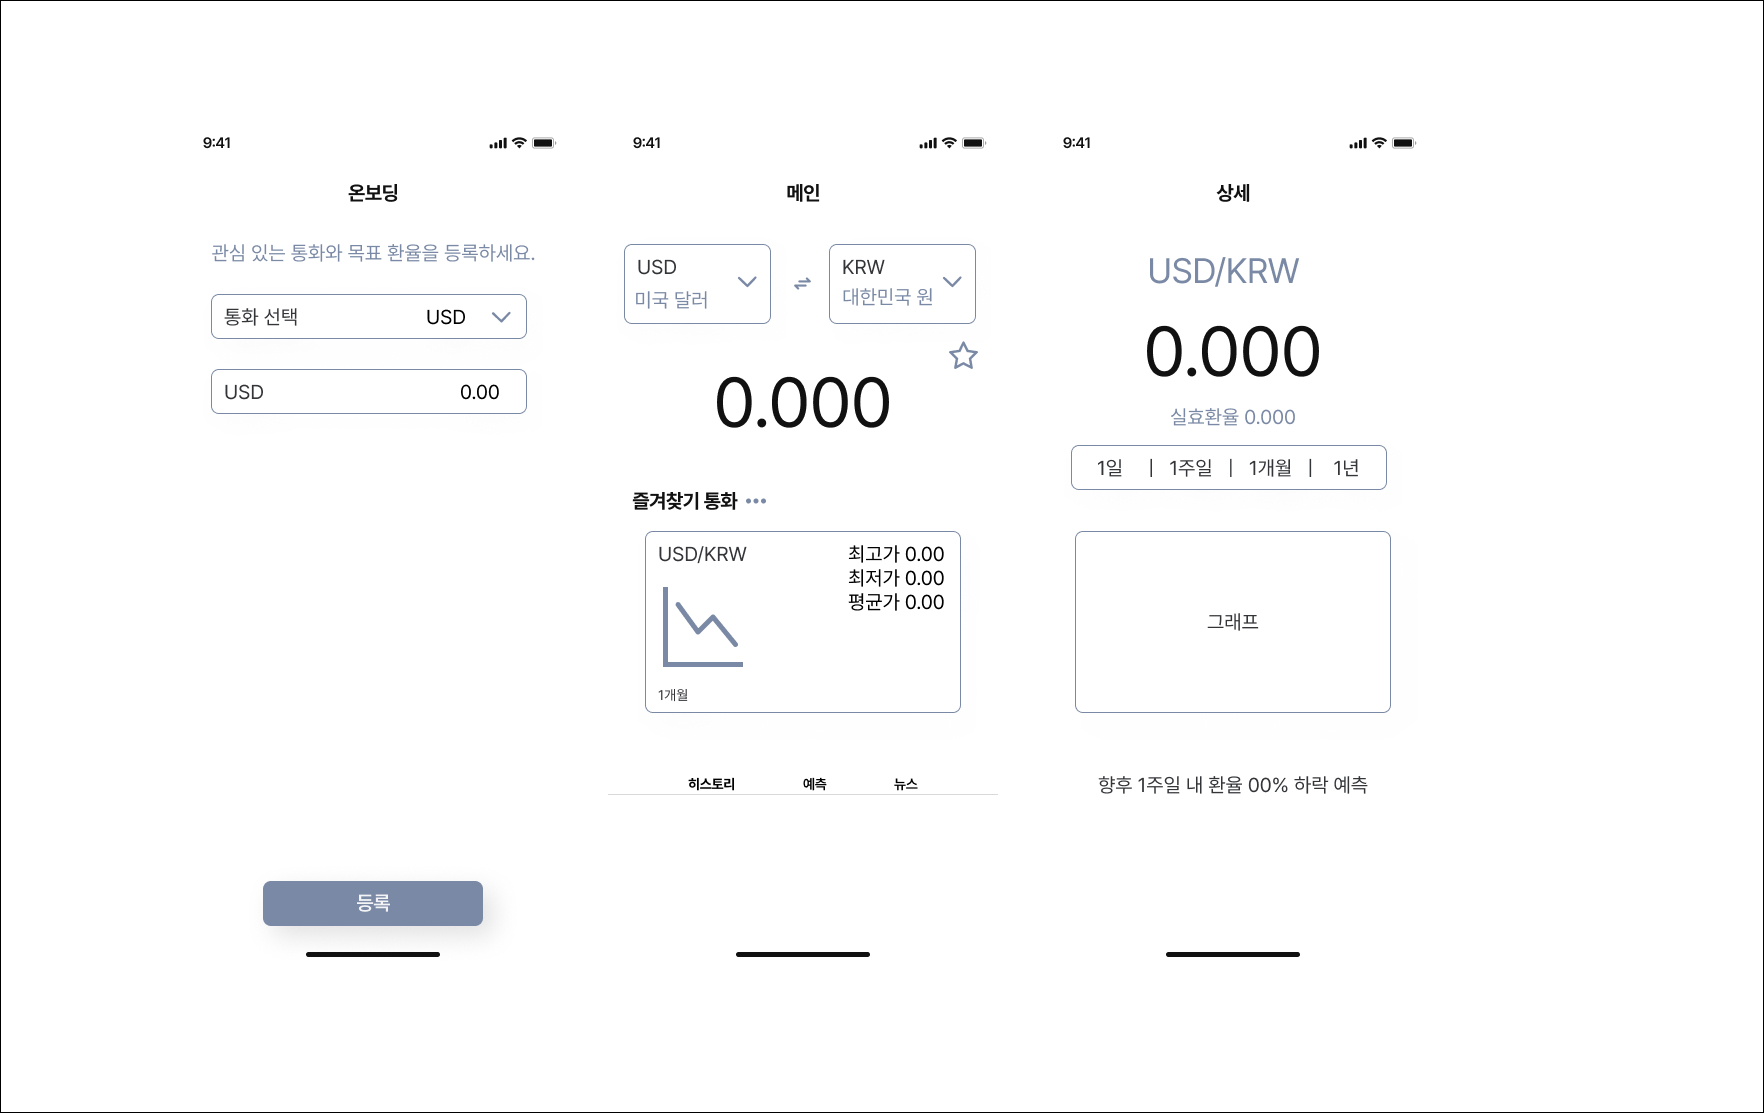 9:41
온보딩
관심 있는 통화와 목표 환율을 등록하세요.
통화 선택 USD
USD 0.00
등록
9:41
메인
USD
미국 달러
KRW
대한민국 원
0.000
즐겨찾기 통화
USD/KRW
최고가 0.00
최저가 0.00
평균가 0.00
1개월
히스토리 예측 뉴스
9:41
상세
USD/KRW
0.000
실효환율 0.000
1일 | 1주일 | 1개월 | 1년
그래프
향후 1주일 내 환율 00% 하락 예측